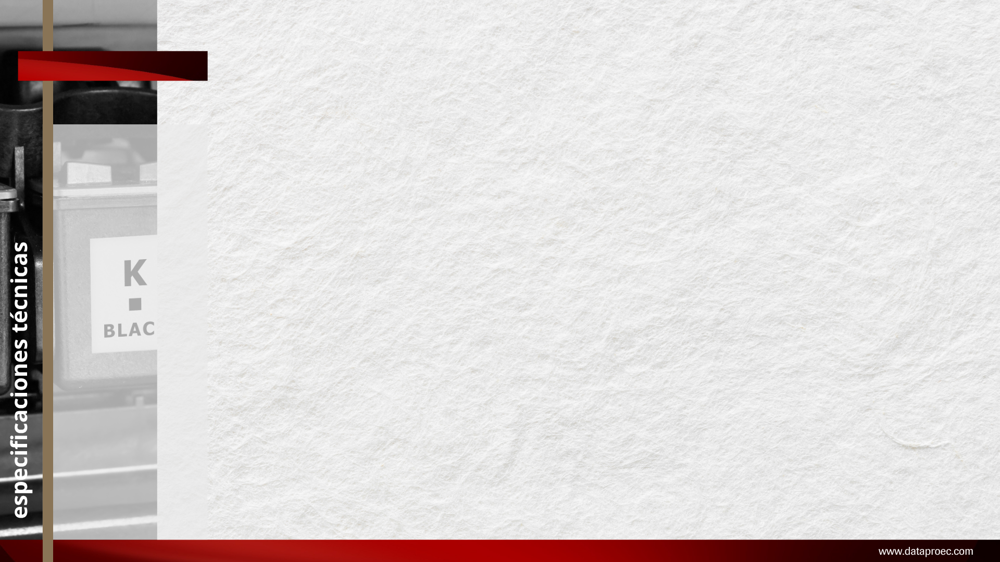 especificaciones técnicas
K
BLAC
www.dataproec.com